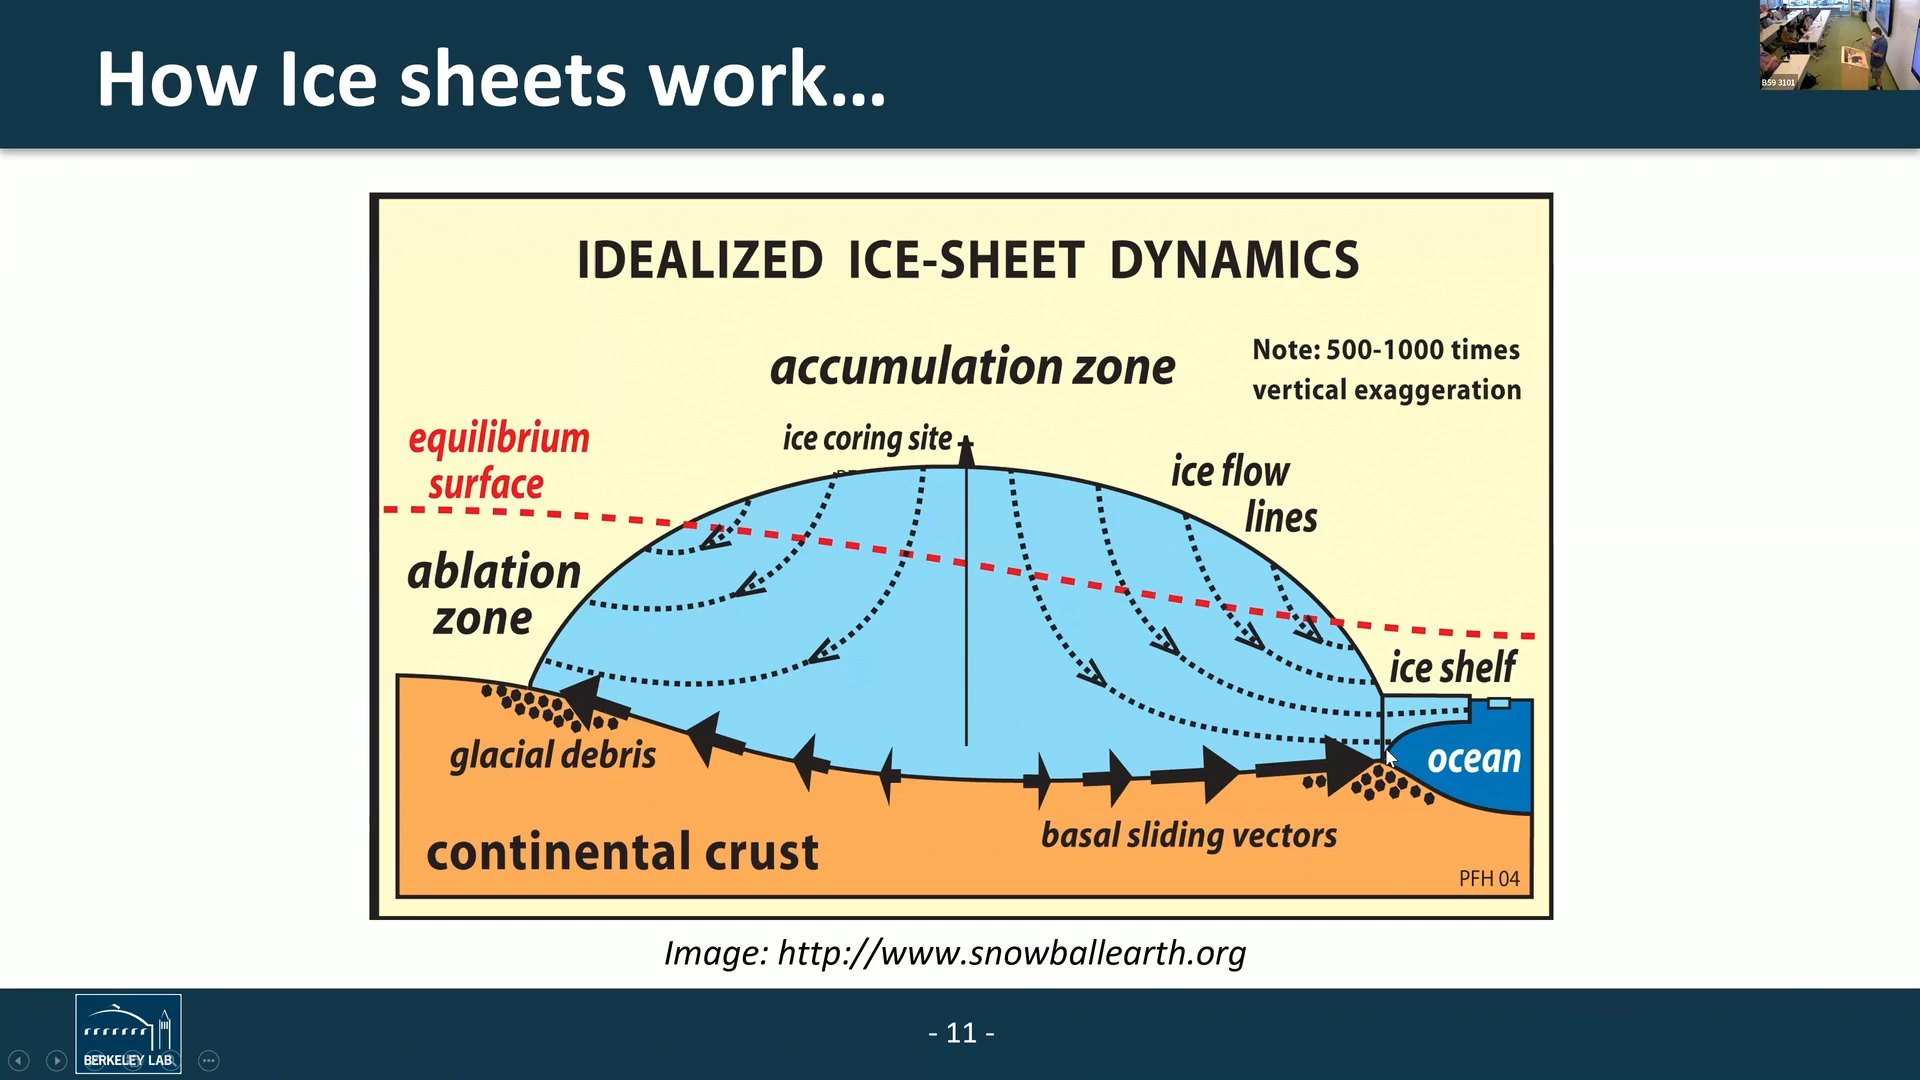 How Ice sheets work...
B59 3101
IDEALIZED ICE-SHEET DYNAMICS
accumulation zone
Note: 500-1000 times
vertical exaggeration
equilibrium
surface
ice coring site
ice flow
lines
ablation
zone
ice shelf
glacial debris
ocean
basal sliding vectors
continental crust
PFH 04
Image: http://www.snowballearth.org
BERKELEY LAB
- 11 -